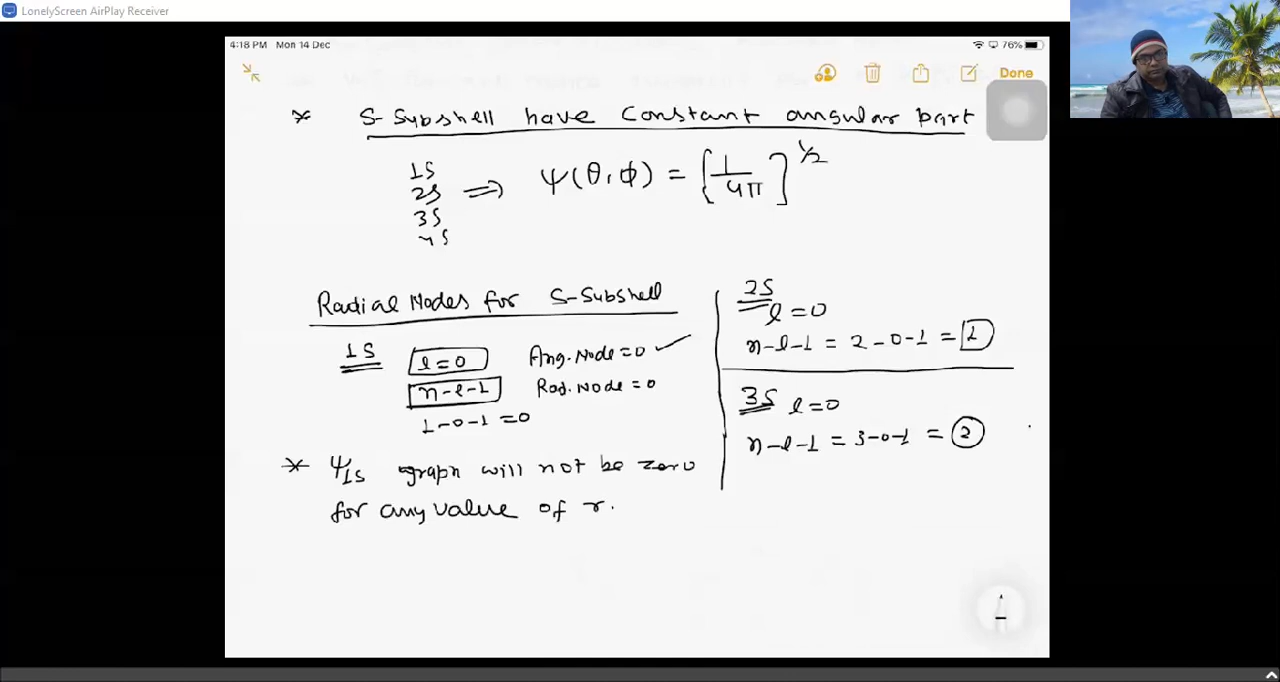 LonelyScreen AirPlay Receiver
4:18 PM Mon 14 Dec
76%
Done
* S-Subshell have Constant angular part
1S
2S
3S
4S
⇒ ψ(θ,ϕ) = [1/4π]^1/2
Radial Nodes for S-Subshell
1S l=0 Ang. Node=0 ✓
n-l-1 Rad. Node=0
1-0-1=0
* ψ1S graph will not be zero
for any value of r.
2S
l=0
n-l-1 = 2-0-1 = 1
3S l=0
n-l-1 = 3-0-1 = 2